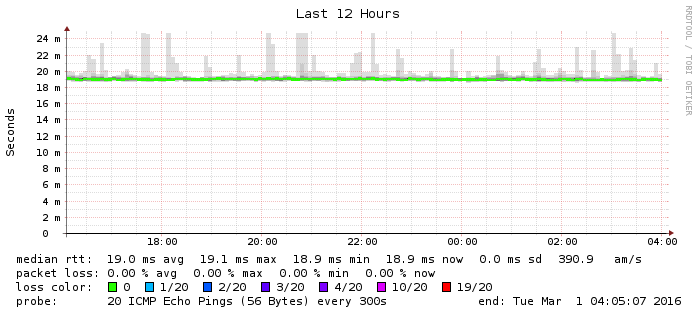 Last 12 Hours
RRDTOOL / TOBI OETIKER
Seconds
24 m
22 m
20 m
18 m
16 m
14 m
12 m
10 m
8 m
6 m
4 m
2 m
0
18:00 20:00 22:00 00:00 02:00 04:00
median rtt: 19.0 ms avg 19.1 ms max 18.9 ms min 18.9 ms now 0.0 ms sd 390.9 am/s
packet loss: 0.00 % avg 0.00 % max 0.00 % min 0.00 % now
loss color: 0 1/20 2/20 3/20 4/20 10/20 19/20
probe: 20 ICMP Echo Pings (56 Bytes) every 300s end: Tue Mar 1 04:05:07 2016